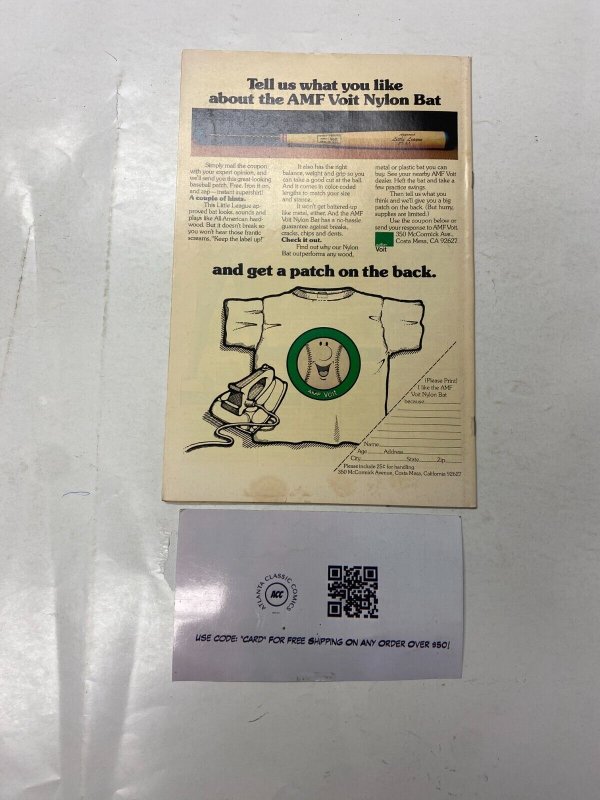 Tell us what you like
about the AMF Voit Nylon Bat
Little League
Simply mail the coupon
with your expert opinion, and
we'll send you this great-looking
baseball patch. Free. Iron it on,
and zap—instant supershirt!
A couple of hints.
This Little League ap-
proved bat looks, sounds and
plays like All-American hard-
wood. But it doesn't break so
you won't hear those frantic
screams, "Keep the label up!"
It also has the right
balance, weight and grip so you
can take a good cut at the ball.
And it comes in color-coded
lengths to match your size
and stance.
It won't get battered-up
like metal, either. And the AMF
Voit Nylon Bat has a no-hassle
guarantee against breaks,
cracks, chips and dents.
Check it out.
Find out why our Nylon
Bat outperforms any wood,
metal or plastic bat you can
buy. See your nearby AMF Voit
dealer. Heft the bat and take a
few practice swings.
Then tell us what you
think and we'll give you a big
patch on the back. (But hurry,
supplies are limited.)
Use the coupon below or
send your response to AMF Voit,
350 McCormick Ave.,
Costa Mesa, CA 92627.
Voit
and get a patch on the back.
AMF VOIT
(Please Print)
I like the AMF
Voit Nylon Bat
because
Name
Age Address
City State Zip
Please include 25¢ for handling.
350 McCormick Avenue, Costa Mesa, California 92627
ATLANTA CLASSIC COMICS
ACC
USE CODE: "CARD" FOR FREE SHIPPING ON ANY ORDER OVER $50!